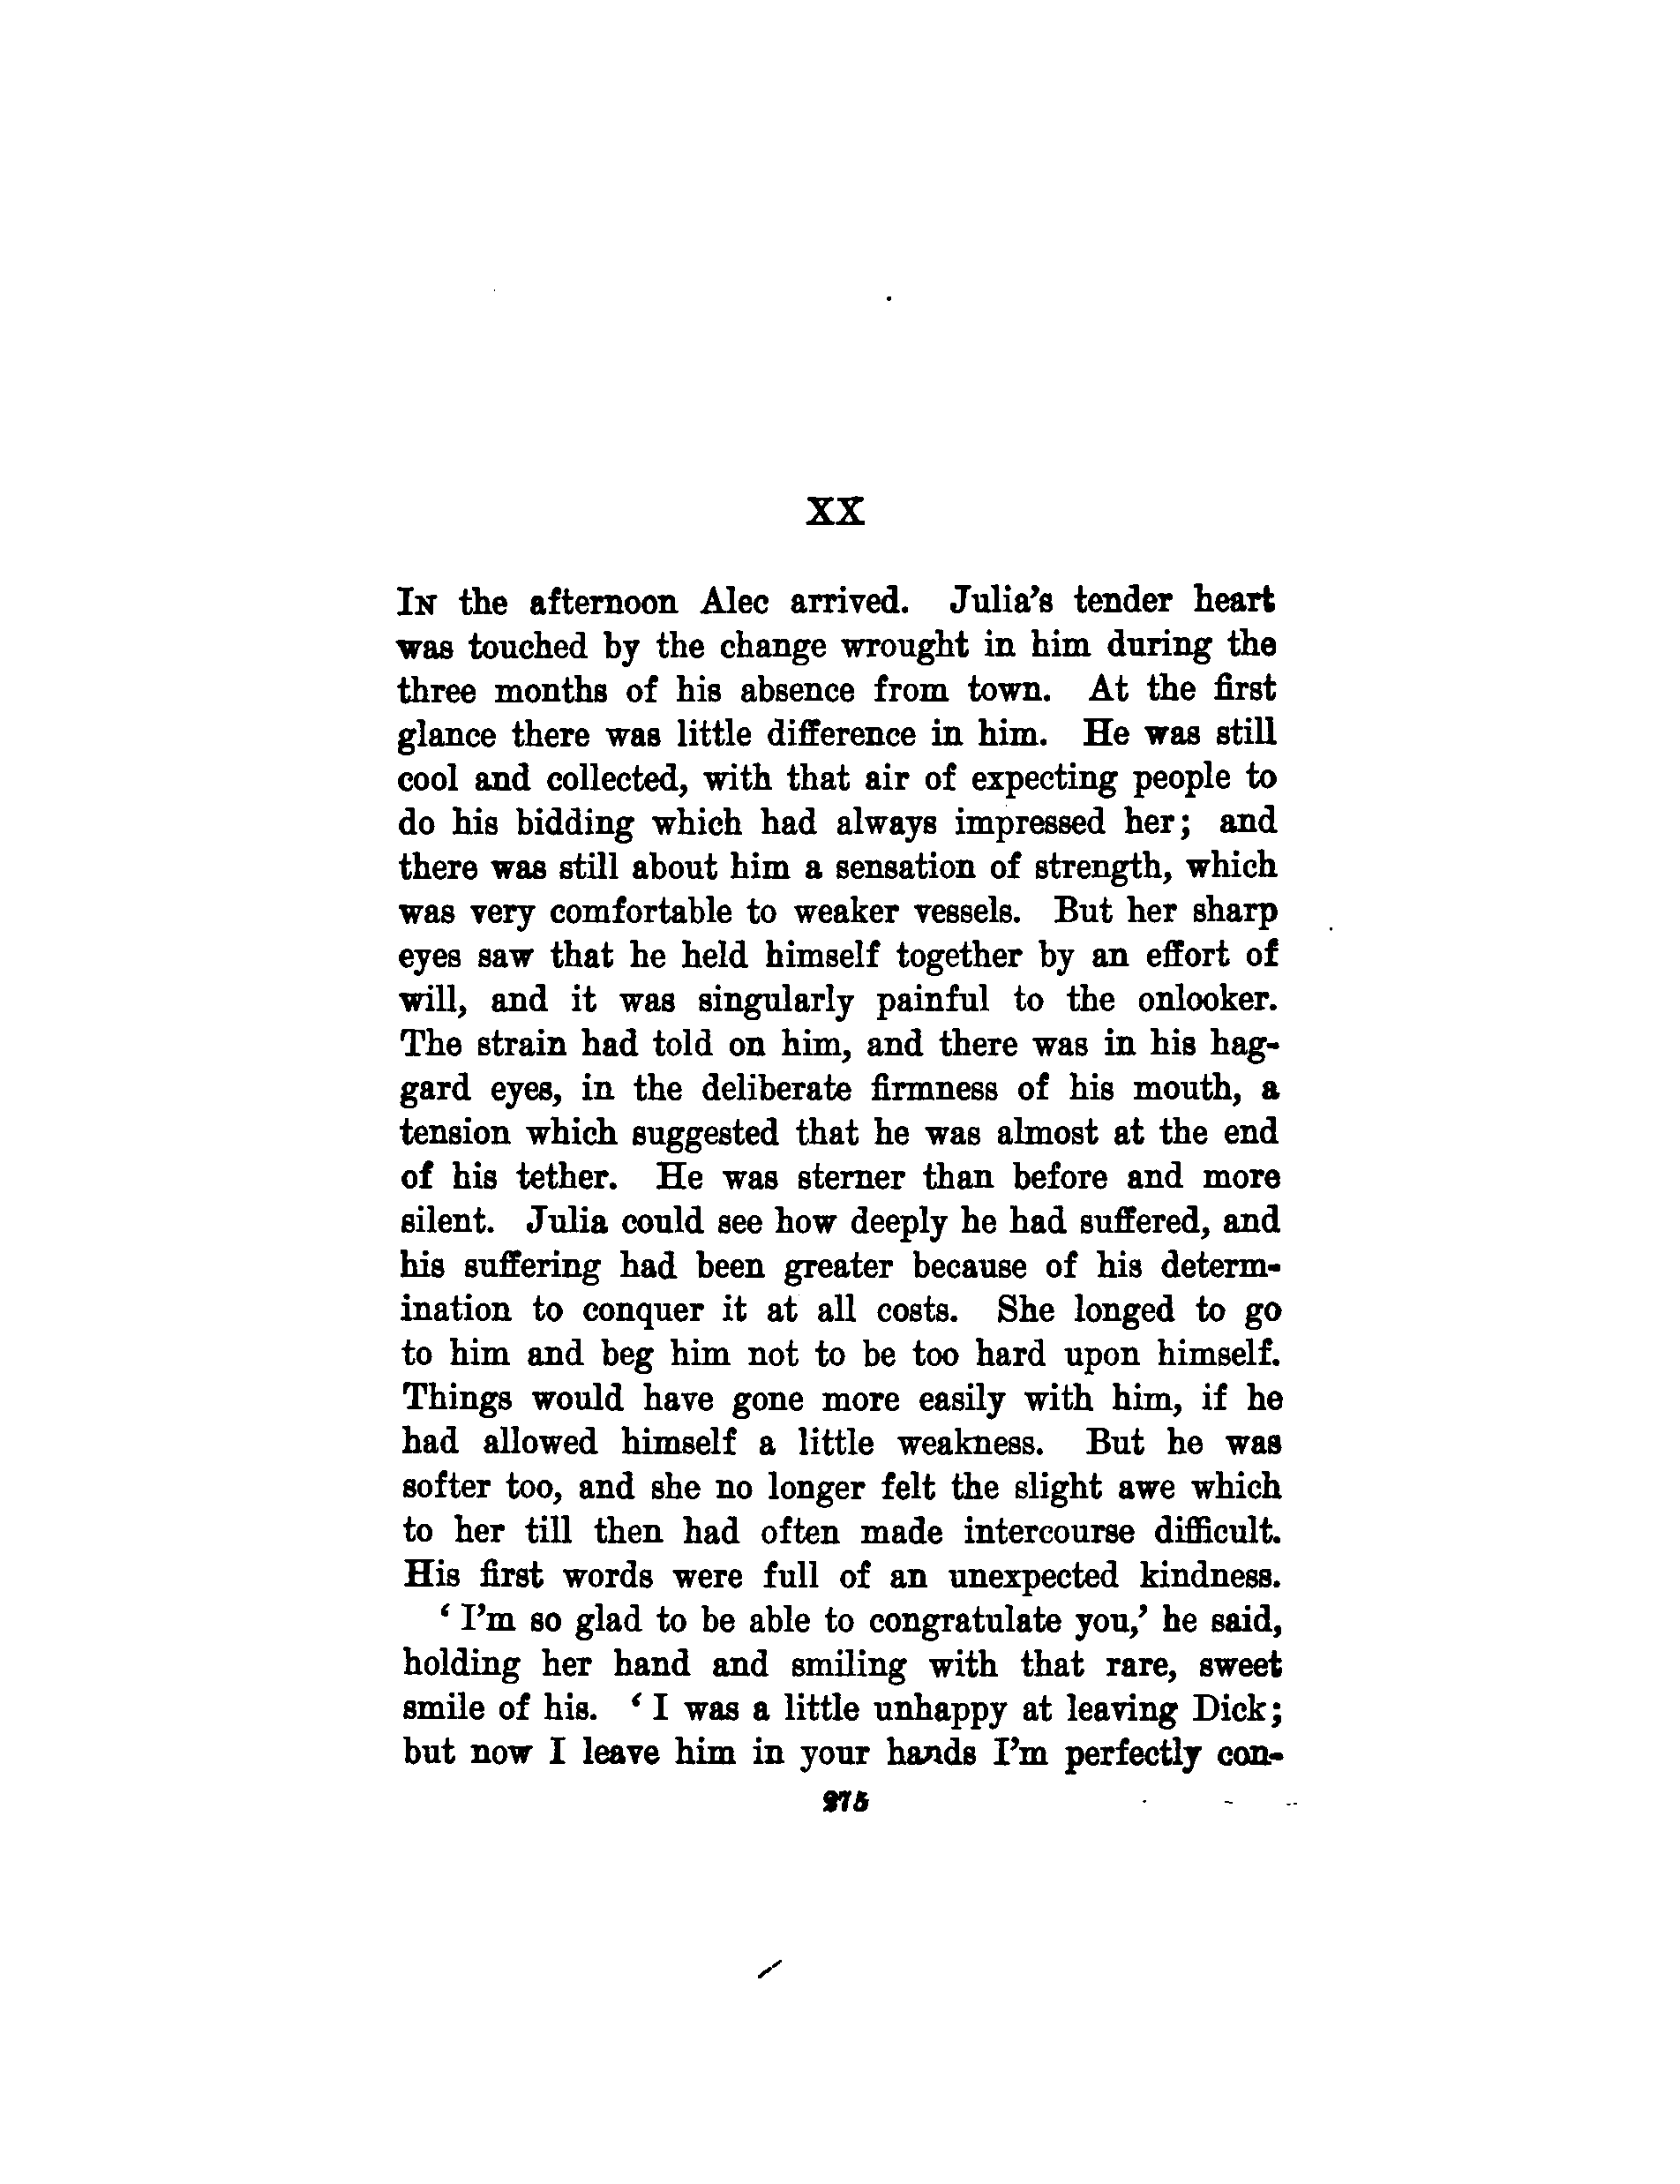 XX
In the afternoon Alec arrived. Julia's tender heart
was touched by the change wrought in him during the
three months of his absence from town. At the first
glance there was little difference in him. He was still
cool and collected, with that air of expecting people to
do his bidding which had always impressed her; and
there was still about him a sensation of strength, which
was very comfortable to weaker vessels. But her sharp
eyes saw that he held himself together by an effort of
will, and it was singularly painful to the onlooker.
The strain had told on him, and there was in his hag-
gard eyes, in the deliberate firmness of his mouth, a
tension which suggested that he was almost at the end
of his tether. He was sterner than before and more
silent. Julia could see how deeply he had suffered, and
his suffering had been greater because of his determ-
ination to conquer it at all costs. She longed to go
to him and beg him not to be too hard upon himself.
Things would have gone more easily with him, if he
had allowed himself a little weakness. But he was
softer too, and she no longer felt the slight awe which
to her till then had often made intercourse difficult.
His first words were full of an unexpected kindness.
‘I'm so glad to be able to congratulate you,’ he said,
holding her hand and smiling with that rare, sweet
smile of his. ‘I was a little unhappy at leaving Dick;
but now I leave him in your hands I'm perfectly con-
275